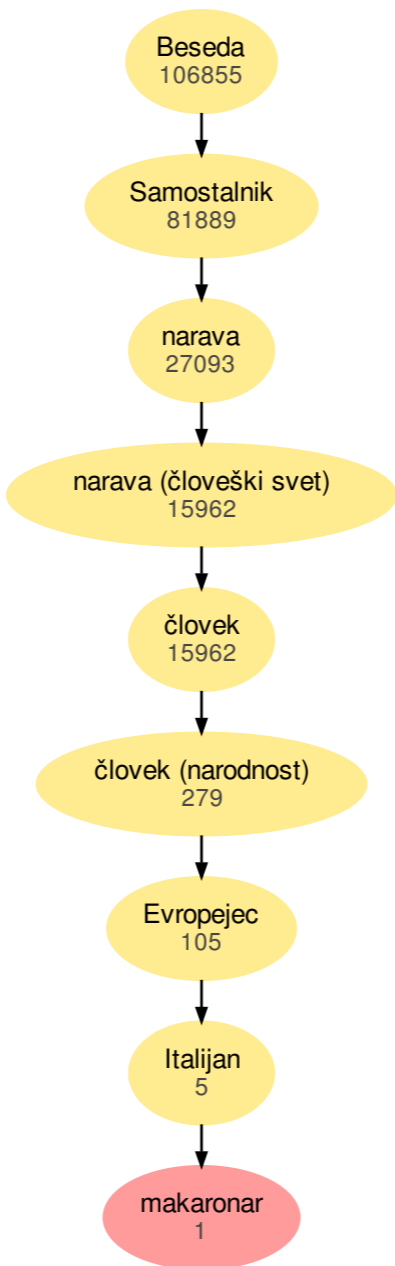 Beseda
106855
Samostalnik
81889
narava
27093
narava (človeški svet)
15962
človek
15962
človek (narodnost)
279
Evropejec
105
Italijan
5
makaronar
1